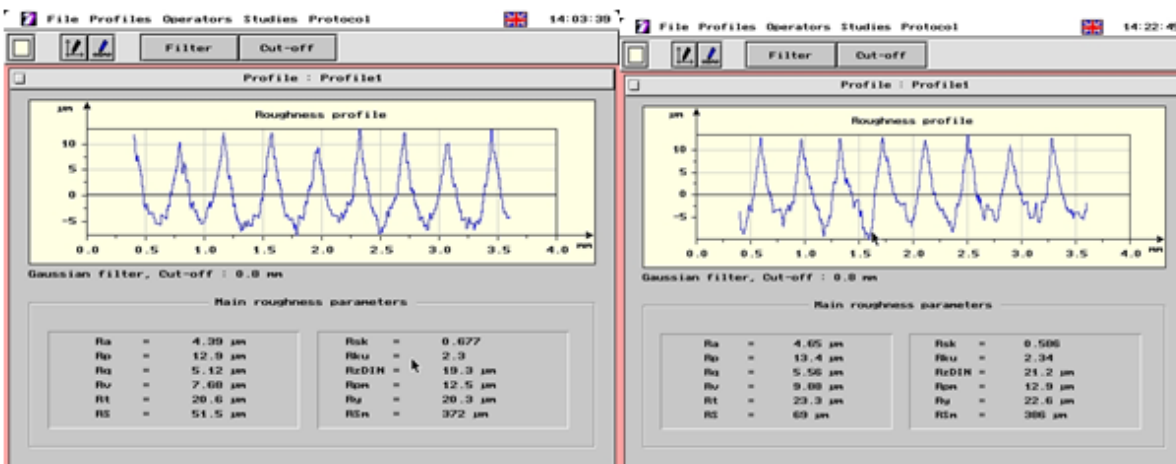 File Profiles Operators Studies Protocol 14:03:39
Filter Cut-off
Profile : Profile1
µm
Roughness profile
10
5
0
-5
0.0 0.5 1.0 1.5 2.0 2.5 3.0 3.5 4.0 mm
Gaussian filter, Cut-off : 0.8 mm
Main roughness parameters
Ra = 4.39 µm
Rp = 12.9 µm
Rq = 5.12 µm
Rv = 7.68 µm
Rt = 20.6 µm
RS = 51.5 µm
Rsk = 0.677
Rku = 2.3
RzDIN = 19.3 µm
Rpm = 12.5 µm
Ry = 20.3 µm
RSm = 372 µm
File Profiles Operators Studies Protocol
Filter Cut-off
Profile : Profile1
µm
Roughness profile
10
5
0
-5
0.0 0.5 1.0 1.5 2.0 2.5 3.0 3.5 4.0 mm
Gaussian filter, Cut-off : 0.8 mm
Main roughness parameters
Ra = 4.65 µm
Rp = 13.4 µm
Rq = 5.56 µm
Rv = µm
Rt = 23.3 µm
RS = 69 µm
Rsk = 0.586
Rku = 2.34
RzDIN = 21.2 µm
Rpm = 12.9 µm
Ry = 22.6 µm
RSm = 386 µm